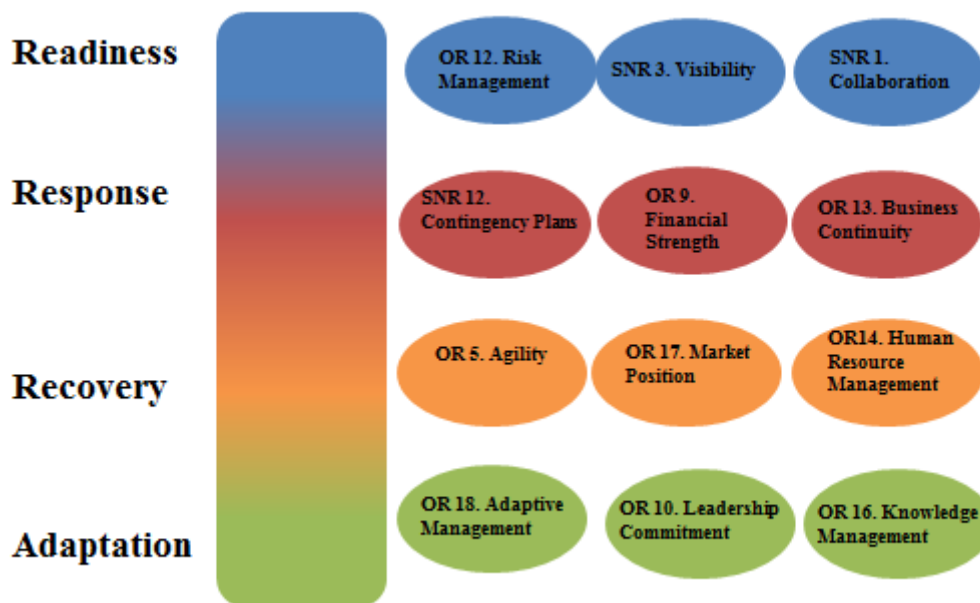 Readiness
OR 12. Risk
Management
SNR 3. Visibility
SNR 1.
Collaboration
Response
SNR 12.
Contingency Plans
OR 9.
Financial
Strength
OR 13. Business
Continuity
Recovery
OR 5. Agility
OR 17. Market
Position
OR14. Human
Resource
Management
Adaptation
OR 18. Adaptive
Management
OR 10. Leadership
Commitment
OR 16. Knowledge
Management